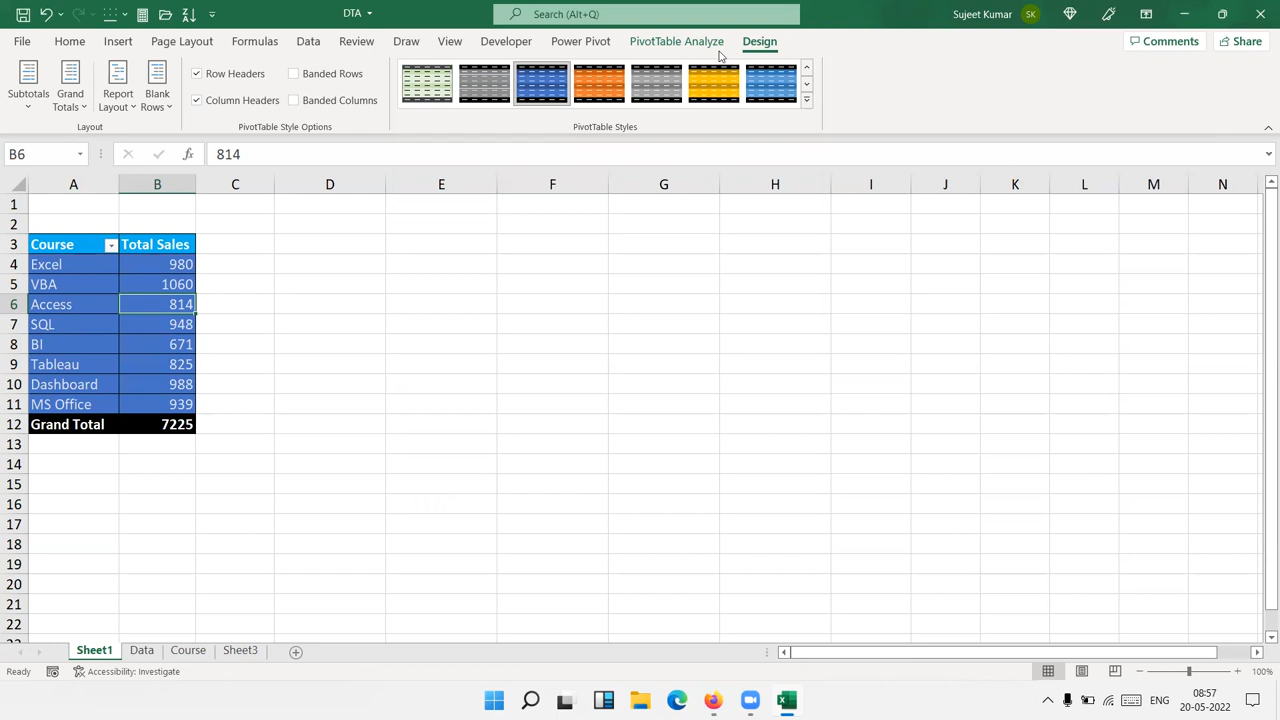 DTA
Search (Alt+Q)
Sujeet Kumar SK
File Home Insert Page Layout Formulas Data Review View Developer Power Pivot PivotTable Analyze Design Comments Share
Grand Totals
Report Layout
Blank Rows
Row Headers Banded Rows
Column Headers Banded Columns
Layout PivotTable Style Options PivotTable Styles
B6 fx 814
A B C D E F G H I J K L M N
1
2
3 Course Total Sales
4 Excel 980
5 VBA 1060
6 Access 814
7 SQL 948
8 BI 671
9 Tableau 825
10 Dashboard 988
11 MS Office 939
12 Grand Total 7225
13
14
15
16
17
18
19
20
21
22
Sheet1 Data Course Sheet3
Ready Accessibility: Investigate 100%
ENG 08:57
20-05-2022